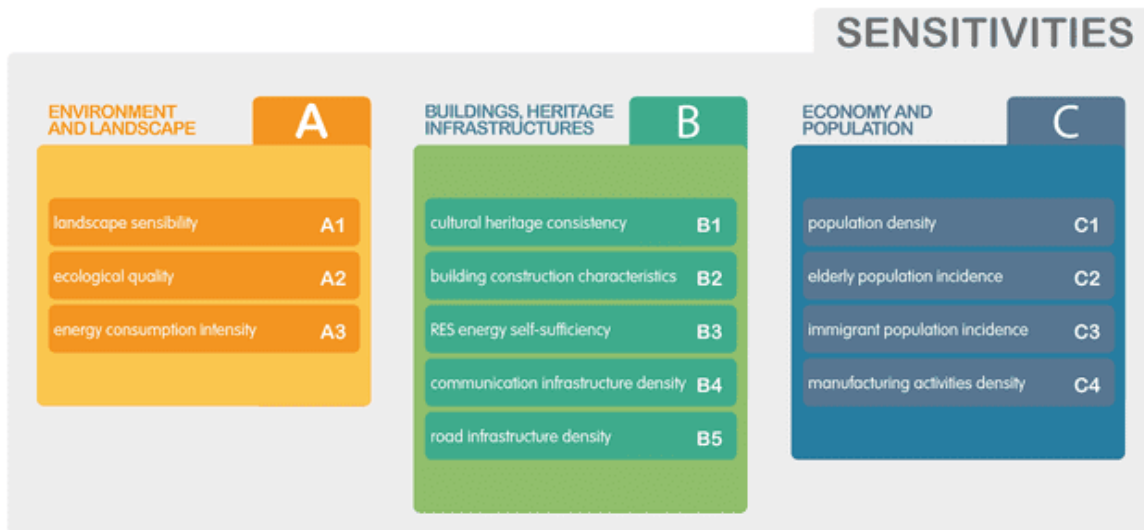 SENSITIVITIES
ENVIRONMENT
AND LANDSCAPE
A
landscape sensibility A1
ecological quality A2
energy consumption intensity A3
BUILDINGS, HERITAGE
INFRASTRUCTURES
B
cultural heritage consistency B1
building construction characteristics B2
RES energy self-sufficiency B3
communication infrastructure density B4
road infrastructure density B5
ECONOMY AND
POPULATION
C
population density C1
elderly population incidence C2
immigrant population incidence C3
manufacturing activities density C4